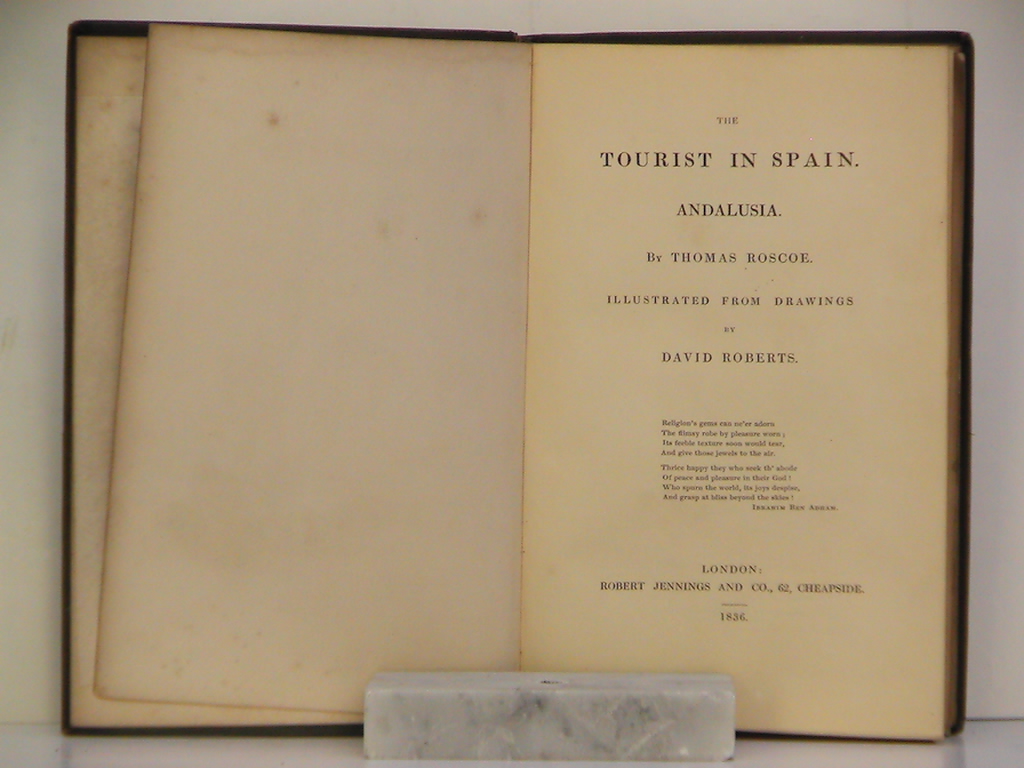 THE
TOURIST IN SPAIN.
ANDALUSIA.
By THOMAS ROSCOE.
ILLUSTRATED FROM DRAWINGS
BY
DAVID ROBERTS.
Religion's gems can ne'er adorn
The flimsy robe by pleasure worn;
Its feeble texture soon would tear,
And give those jewels to the air.
Thrice happy they who seek th' abode
Of peace and pleasure in their God!
Who spurn the world, its joys despise,
And grasp at bliss beyond the skies!
IBRAHIM BEN ADHAM.
LONDON:
ROBERT JENNINGS AND CO., 62, CHEAPSIDE.
1836.